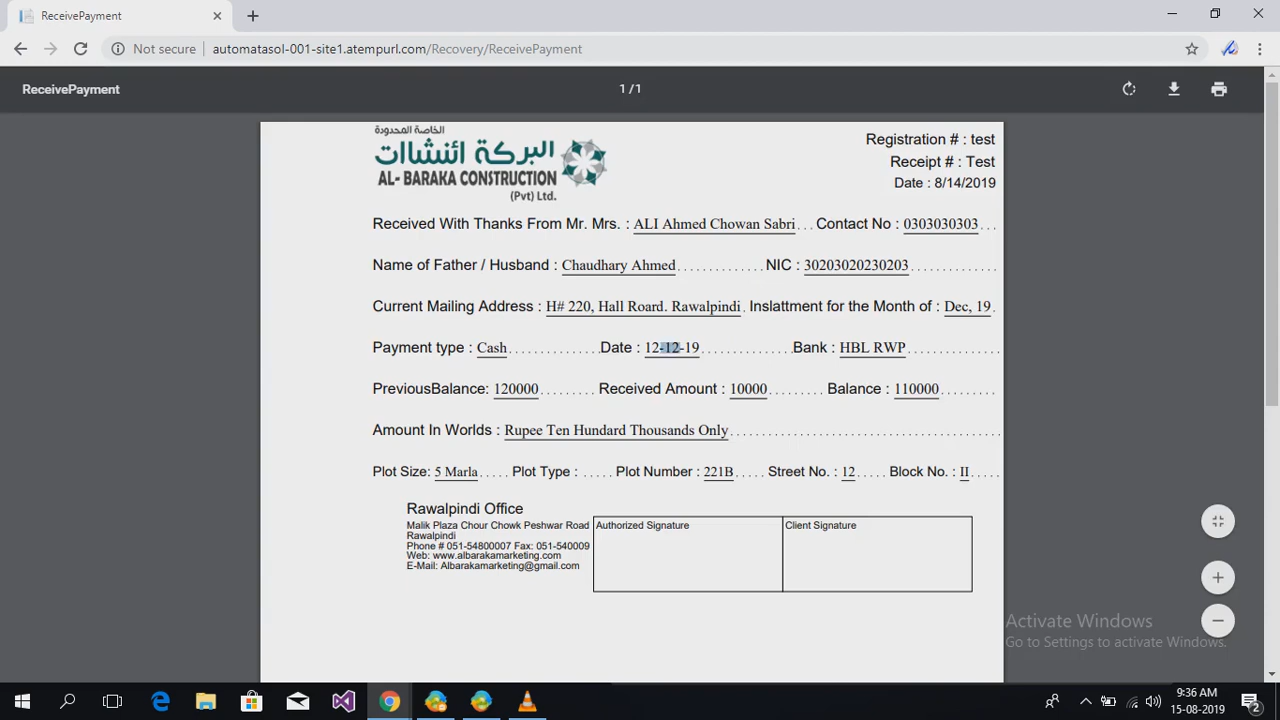 ReceivePayment
Not secure
automatasol-001-site1.atempurl.com/Recovery/ReceivePayment
ReceivePayment
1 / 1
الخاصة المحدودة
البركة ائنشاات
AL- BARAKA CONSTRUCTION
(Pvt) Ltd.
Registration # : test
Receipt # : Test
Date : 8/14/2019
Received With Thanks From Mr. Mrs. : ALI Ahmed Chowan Sabri Contact No : 0303030303
Name of Father / Husband : Chaudhary Ahmed NIC : 30203020230203
Current Mailing Address : H# 220, Hall Roard. Rawalpindi Inslattment for the Month of : Dec, 19
Payment type : Cash Date : 12-12-19 Bank : HBL RWP
PreviousBalance: 120000 Received Amount : 10000 Balance : 110000
Amount In Worlds : Rupee Ten Hundard Thousands Only
Plot Size: 5 Marla Plot Type : Plot Number : 221B Street No. : 12 Block No. : II
Rawalpindi Office
Malik Plaza Chour Chowk Peshwar Road
Rawalpindi
Phone # 051-54800007 Fax: 051-540009
Web: www.albarakamarketing.com
E-Mail: Albarakamarketing@gmail.com
Authorized Signature
Client Signature
Activate Windows
Go to Settings to activate Windows.
9:36 AM
15-08-2019
2